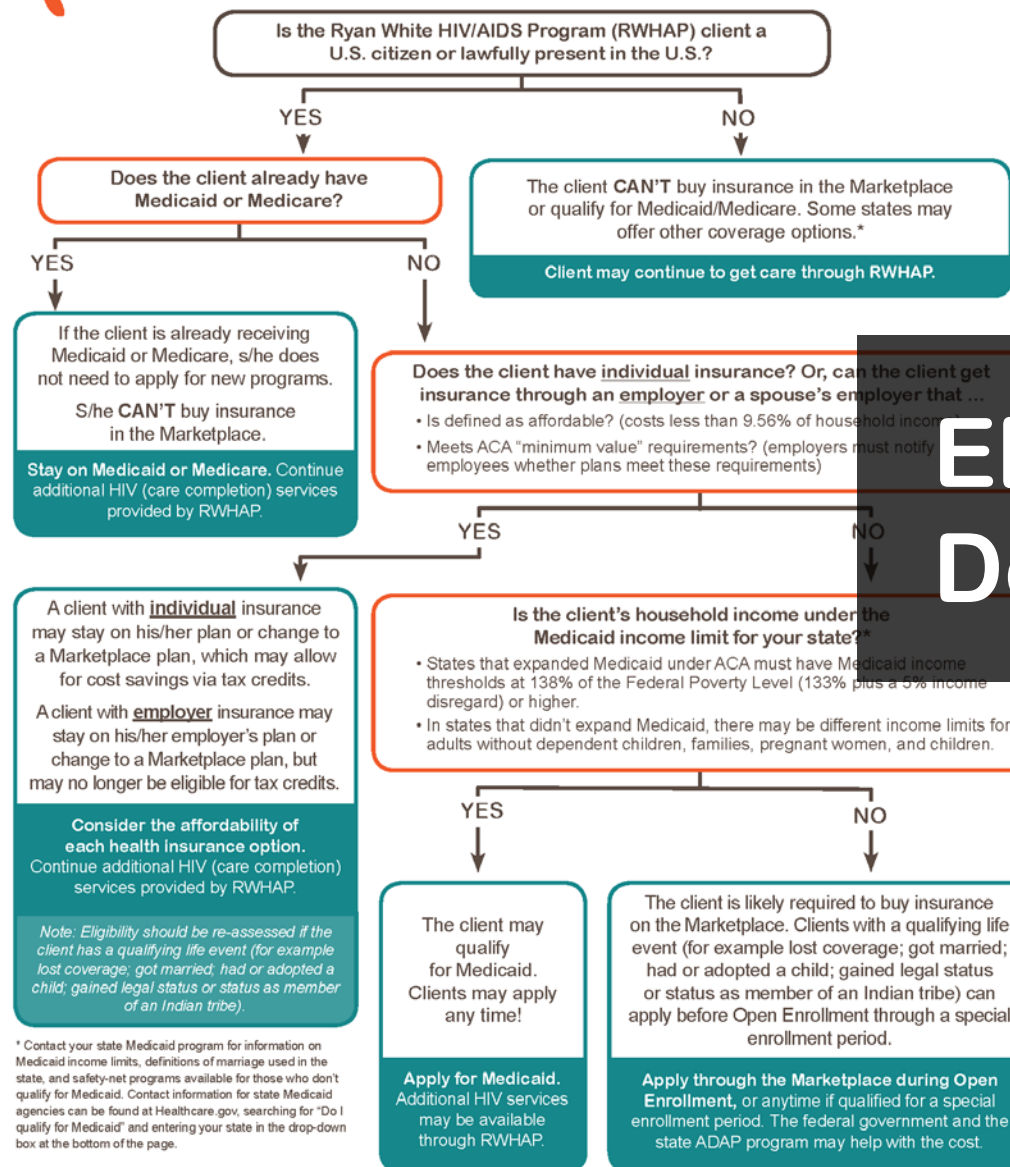 Is the Ryan White HIV/AIDS Program (RWHAP) client a
U.S. citizen or lawfully present in the U.S.?
YES
NO
Does the client already have
Medicaid or Medicare?
The client CAN'T buy insurance in the Marketplace
or qualify for Medicaid/Medicare. Some states may
offer other coverage options.*
Client may continue to get care through RWHAP.
YES
NO
If the client is already receiving
Medicaid or Medicare, s/he does
not need to apply for new programs.
S/he CAN'T buy insurance
in the Marketplace.
Stay on Medicaid or Medicare. Continue
additional HIV (care completion) services
provided by RWHAP.
Does the client have individual insurance? Or, can the client get
insurance through an employer or a spouse's employer that ...
• Is defined as affordable? (costs less than 9.56% of household income)
• Meets ACA "minimum value" requirements? (employers must notify
employees whether plans meet these requirements)
YES
NO
A client with individual insurance
may stay on his/her plan or change to
a Marketplace plan, which may allow
for cost savings via tax credits.
A client with employer insurance may
stay on his/her employer's plan or
change to a Marketplace plan, but
may no longer be eligible for tax credits.
Consider the affordability of
each health insurance option.
Continue additional HIV (care completion)
services provided by RWHAP.
Note: Eligibility should be re-assessed if the
client has a qualifying life event (for example
lost coverage; got married; had or adopted a
child; gained legal status or status as member
of an Indian tribe).
Is the client's household income under the
Medicaid income limit for your state?*
• States that expanded Medicaid under ACA must have Medicaid income
thresholds at 138% of the Federal Poverty Level (133% plus a 5% income
disregard) or higher.
• In states that didn't expand Medicaid, there may be different income limits for
adults without dependent children, families, pregnant women, and children.
YES
NO
The client may
qualify
for Medicaid.
Clients may apply
any time!
Apply for Medicaid.
Additional HIV services
may be available
through RWHAP.
The client is likely required to buy insurance
on the Marketplace. Clients with a qualifying life
event (for example lost coverage; got married;
had or adopted a child; gained legal status
or status as member of an Indian tribe) can
apply before Open Enrollment through a special
enrollment period.
Apply through the Marketplace during Open
Enrollment, or anytime if qualified for a special
enrollment period. The federal government and the
state ADAP program may help with the cost.
* Contact your state Medicaid program for information on
Medicaid income limits, definitions of marriage used in the
state, and safety-net programs available for those who don't
qualify for Medicaid. Contact information for state Medicaid
agencies can be found at Healthcare.gov, searching for "Do I
qualify for Medicaid" and entering your state in the drop-down
box at the bottom of the page.